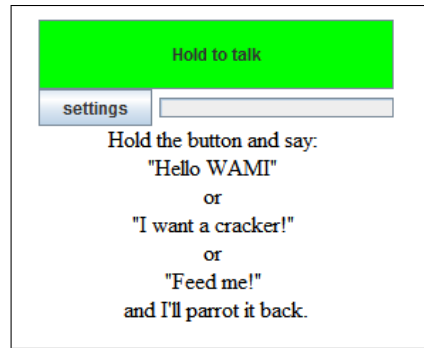 Hold to talk
settings
Hold the button and say:
"Hello WAMI"
or
"I want a cracker!"
or
"Feed me!"
and I'll parrot it back.